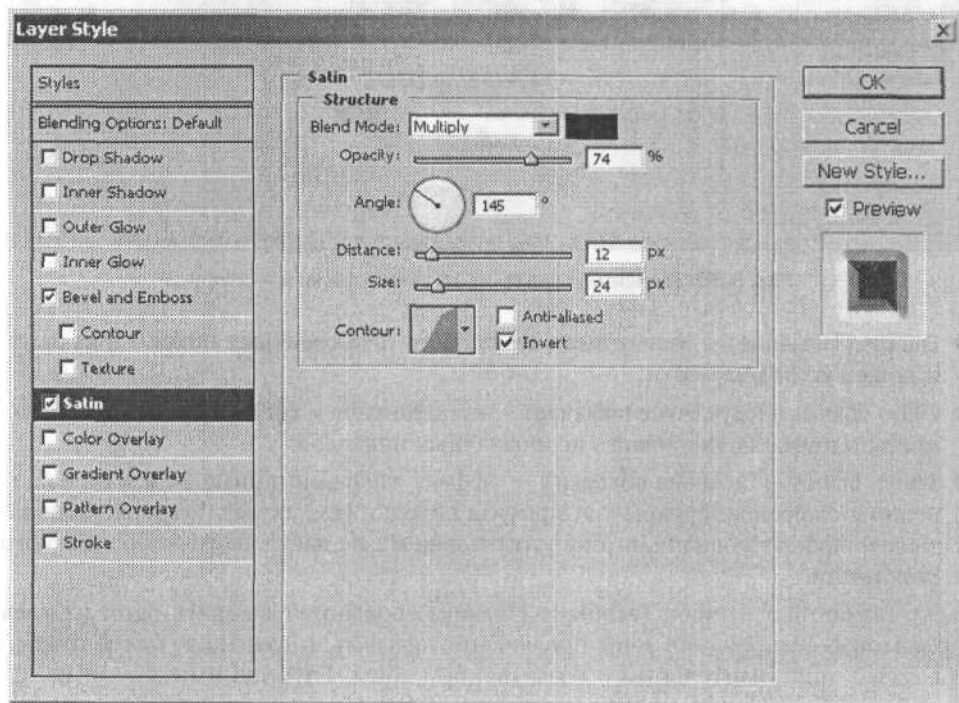 Layer Style
Styles
Blending Options: Default
Drop Shadow
Inner Shadow
Outer Glow
Inner Glow
Bevel and Emboss
Contour
Texture
Satin
Color Overlay
Gradient Overlay
Pattern Overlay
Stroke
Satin
Structure
Blend Mode: Multiply
Opacity: 74 %
Angle: 145 °
Distance: 12 px
Size: 24 px
Contour:
Anti-aliased
Invert
OK
Cancel
New Style...
Preview